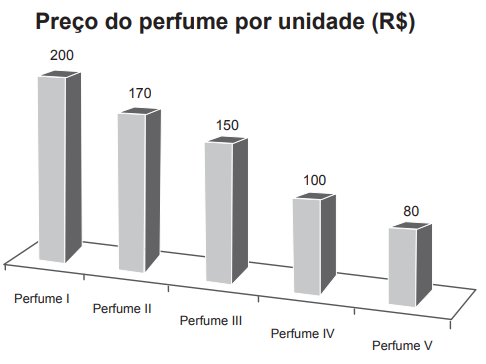 Preço do perfume por unidade (R$)
200
170
150
100
80
Perfume I
Perfume II
Perfume III
Perfume IV
Perfume V